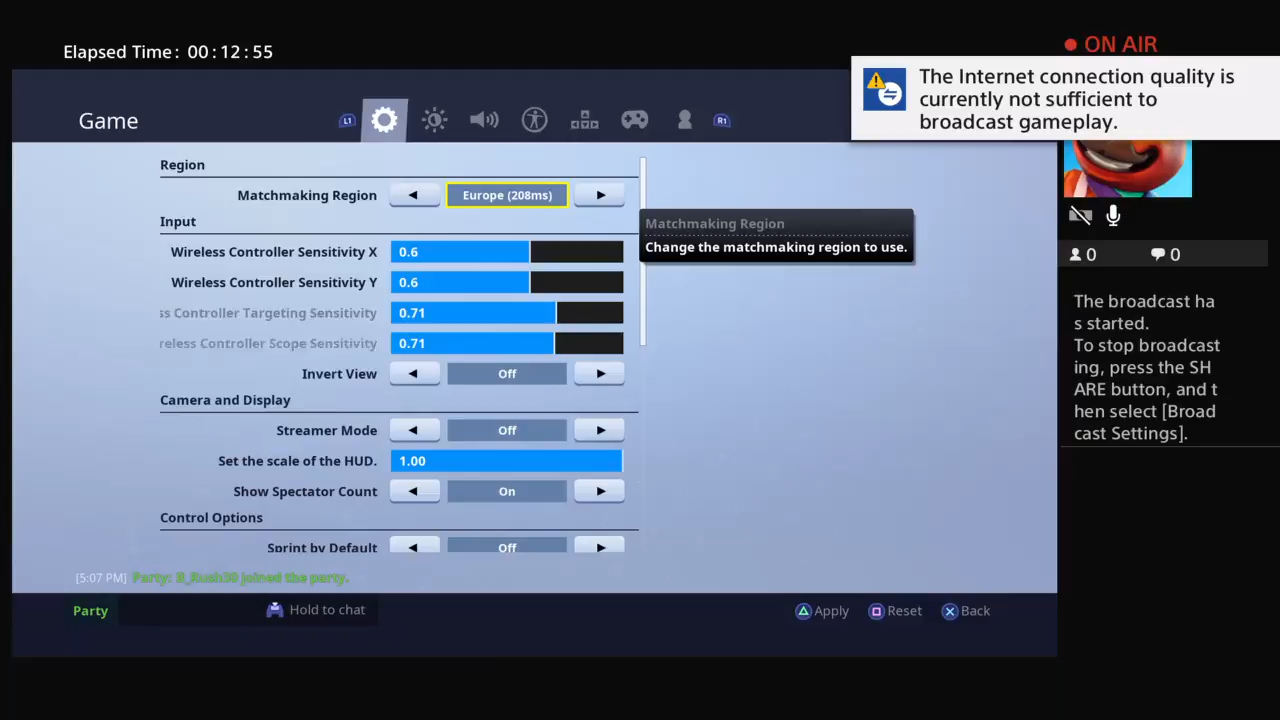 Elapsed Time: 00:12:55
ON AIR
The Internet connection quality is
currently not sufficient to
broadcast gameplay.
Game
L1
R1
Region
Matchmaking Region
Europe (208ms)
Matchmaking Region
Change the matchmaking region to use.
Input
Wireless Controller Sensitivity X
0.6
Wireless Controller Sensitivity Y
0.6
ss Controller Targeting Sensitivity
0.71
reless Controller Scope Sensitivity
0.71
Invert View
Off
Camera and Display
Streamer Mode
Off
Set the scale of the HUD.
1.00
Show Spectator Count
On
Control Options
Sprint by Default
Off
0
0
The broadcast ha
s started.
To stop broadcast
ing, press the SH
ARE button, and t
hen select [Broad
cast Settings].
[5:07 PM] Party: B_Rush30 joined the party.
Party
Hold to chat
Apply
Reset
Back